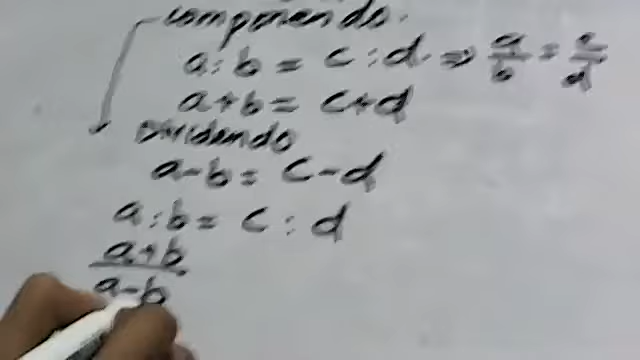 componendo.
a : b = c : d ⇒ a/b = c/d
a + b = c + d
Dividendo
a - b = c - d
a : b = c : d
a + b
a - b